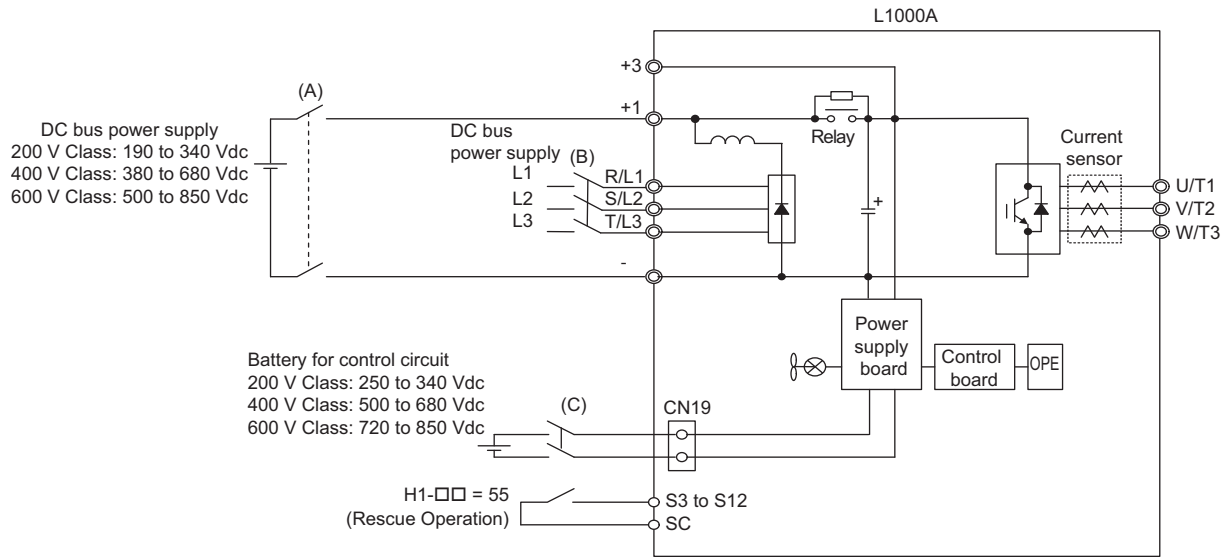 L1000A
+3
(A)
+1
DC bus power supply
200 V Class: 190 to 340 Vdc
400 V Class: 380 to 680 Vdc
600 V Class: 500 to 850 Vdc
DC bus
power supply
(B)
L1
L2
L3
R/L1
S/L2
T/L3
Relay
+
Current
sensor
U/T1
V/T2
W/T3
-
Power
supply
board
Control
board
OPE
Battery for control circuit
200 V Class: 250 to 340 Vdc
400 V Class: 500 to 680 Vdc
600 V Class: 720 to 850 Vdc
(C)
CN19
H1-□□ = 55
(Rescue Operation)
S3 to S12
SC